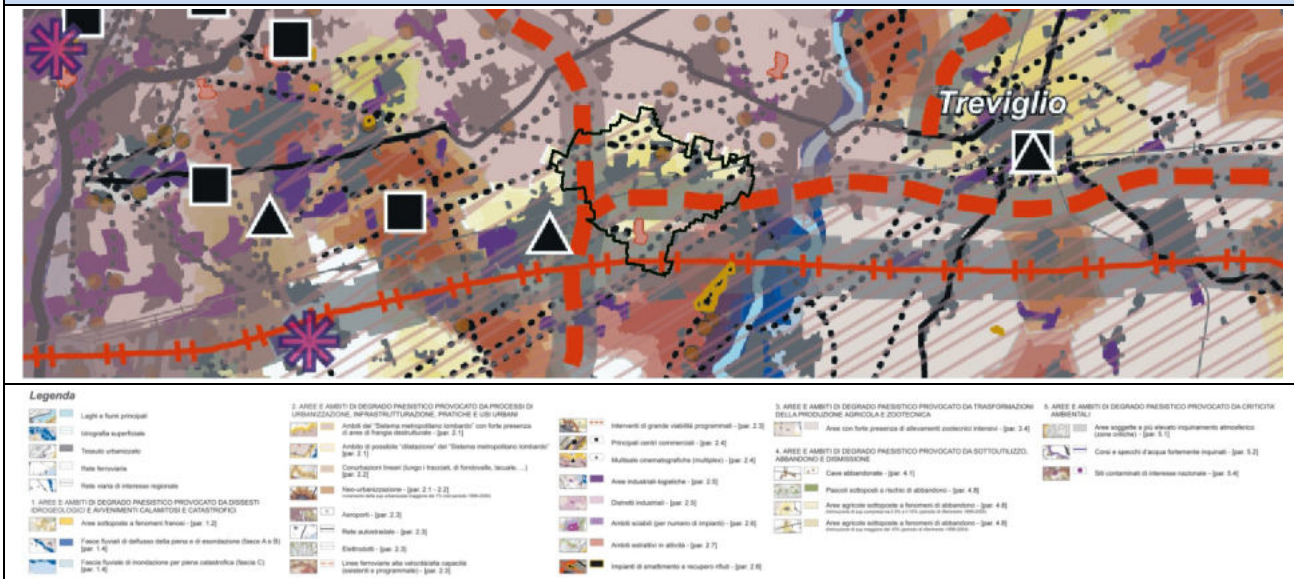 Treviglio
Legenda
Laghi e fiumi principali
Idrografia superficiale
Tessuto urbanizzato
Rete ferroviaria
Rete viaria di interesse regionale
1. AREE E AMBITI DI DEGRADO PAESISTICO PROVOCATO DA DISSESTI
IDROGEOLOGICI E AVVENIMENTI CALAMITOSI E CATASTROFICI
Aree sottoposte a fenomeni franosi - [par. 1.2]
Fasce fluviali di deflusso della piena e di esondazione (fasce A e B)
[par. 1.4]
Fascia fluviale di inondazione per piena catastrofica (fascia C)
[par. 1.4]
2. AREE E AMBITI DI DEGRADO PAESISTICO PROVOCATO DA PROCESSI DI
URBANIZZAZIONE, INFRASTRUTTURAZIONE, PRATICHE E USI URBANI
Ambiti del "Sistema metropolitano lombardo" con forte presenza
di aree di frangia destrutturate - [par. 2.1]
Ambito di possibile "dilatazione" del "Sistema metropolitano lombardo"
[par. 2.1]
Conurbazioni lineari (lungo i tracciati, di fondovalle, lacuale, ...)
[par. 2.2]
Neo-urbanizzazione - [par. 2.1 - 2.2]
Aeroporti - [par. 2.3]
Rete autostradale - [par. 2.3]
Elettrodotti - [par. 2.3]
Linee ferroviarie alta velocità/alta capacità
(esistenti e programmate) - [par. 2.3]
Interventi di grande viabilità programmati - [par. 2.3]
Principali centri commerciali - [par. 2.4]
Multisale cinematografiche (multiplex) - [par. 2.4]
Aree industriali-logistiche - [par. 2.5]
Distretti industriali - [par. 2.5]
Ambiti sciabili (per numero di impianti) - [par. 2.6]
Ambiti estrattivi in attività - [par. 2.7]
Impianti di smaltimento e recupero rifiuti - [par. 2.8]
3. AREE E AMBITI DI DEGRADO PAESISTICO PROVOCATO DA TRASFORMAZIONI
DELLA PRODUZIONE AGRICOLA E ZOOTECNICA
Aree con forte presenza di allevamenti zootecnici intensivi - [par. 3.4]
4. AREE E AMBITI DI DEGRADO PAESISTICO PROVOCATO DA SOTTOUTILIZZO,
ABBANDONO E DISMISSIONE
Cave abbandonate - [par. 4.1]
Pascoli sottoposti a rischio di abbandono - [par. 4.8]
Aree agricole sottoposte a fenomeni di abbandono - [par. 4.8]
Aree agricole sottoposte a fenomeni di abbandono - [par. 4.8]
5. AREE E AMBITI DI DEGRADO PAESISTICO PROVOCATO DA CRITICITA'
AMBIENTALI
Aree soggette a più elevato inquinamento atmosferico
(zone critiche) - [par. 5.1]
Corsi e specchi d'acqua fortemente inquinati - [par. 5.2]
Siti contaminati di interesse nazionale - [par. 5.4]